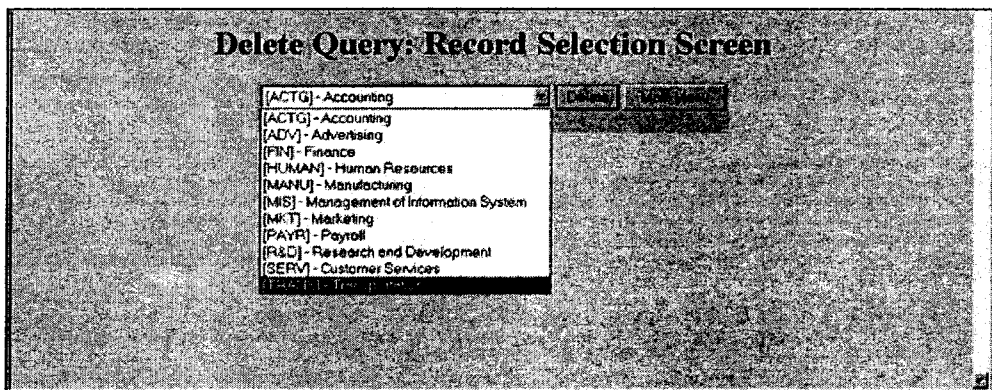 Delete Query: Record Selection Screen
[ACTG] - Accounting
[ACTG] - Accounting
[ADV] - Advertising
[FIN] - Finance
[HUMAN] - Human Resources
[MANU] - Manufacturing
[MIS] - Management of Information System
[MKT] - Marketing
[PAYR] - Payroll
[R&D] - Research and Development
[SERV] - Customer Services